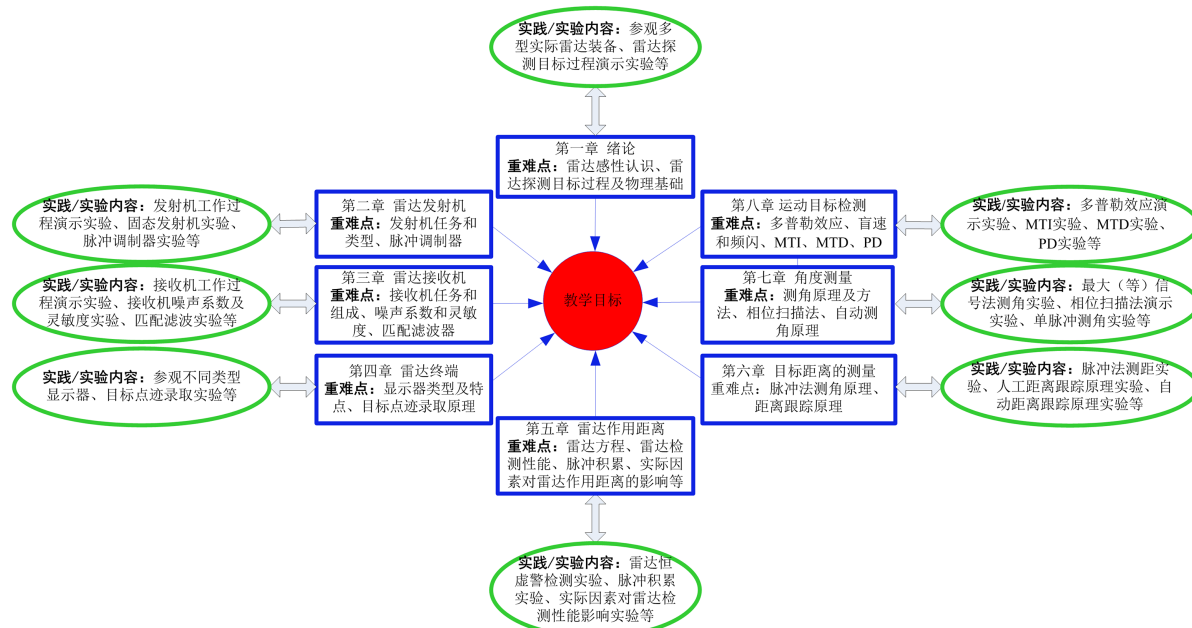 实践/实验内容：参观多
型实际雷达装备、雷达探
测目标过程演示实验等
第一章 绪论
重难点：雷达感性认识、雷
达探测目标过程及物理基础
实践/实验内容：发射机工作过
程演示实验、固态发射机实验、
脉冲调制器实验等
第二章 雷达发射机
重难点：发射机任务和
类型、脉冲调制器
第八章 运动目标检测
重难点：多普勒效应、盲速
和频闪、MTI、MTD、PD
实践/实验内容：多普勒效应演
示实验、MTI实验、MTD实验、
PD实验等
实践/实验内容：接收机工作过
程演示实验、接收机噪声系数及
灵敏度实验、匹配滤波实验等
第三章 雷达接收机
重难点：接收机任务和
组成、噪声系数和灵敏
度、匹配滤波器
教学目标
第七章 角度测量
重难点：测角原理及方
法、相位扫描法、自动测
角原理
实践/实验内容：最大（等）信
号法测角实验、相位扫描法演示
实验、单脉冲测角实验等
实践/实验内容：参观不同类型
显示器、目标点迹录取实验等
第四章 雷达终端
重难点：显示器类型及特
点、目标点迹录取原理
第六章 目标距离的测量
重难点：脉冲法测角原理、
距离跟踪原理
实践/实验内容：脉冲法测距实
验、人工距离跟踪原理实验、自
动距离跟踪原理实验等
第五章 雷达作用距离
重难点：雷达方程、雷达检
测性能、脉冲积累、实际因
素对雷达作用距离的影响等
实践/实验内容：雷达恒
虚警检测实验、脉冲积累
实验、实际因素对雷达检
测性能影响实验等